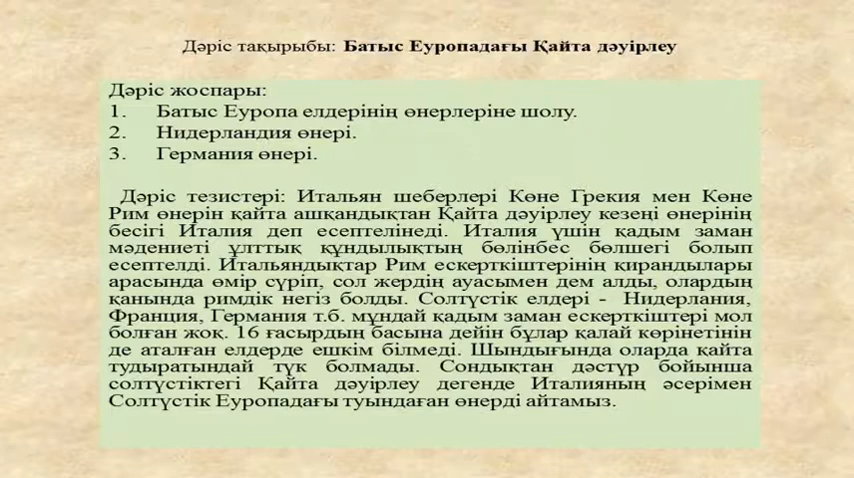 Дәріс тақырыбы: Батыс Еуропадағы Қайта дәуірлеу
Дәріс жоспары:
1. Батыс Еуропа елдерінің өнерлеріне шолу.
2. Нидерландия өнері.
3. Германия өнері.
Дәріс тезистері: Итальян шеберлері Көне Грекия мен Көне
Рим өнерін қайта ашқандықтан Қайта дәуірлеу кезеңі өнерінің
бесігі Италия деп есептелінеді. Италия үшін қадым заман
мәдениеті ұлттық құндылықтың бөлінбес бөлшегі болып
есептелді. Итальяндықтар Рим ескерткіштерінің қирандылары
арасында өмір сүріп, сол жердің ауасымен дем алды, олардың
қанында римдік негіз болды. Солтүстік елдері - Нидерлания,
Франция, Германия т.б. мұндай қадым заман ескерткіштері мол
болған жоқ. 16 ғасырдың басына дейін бұлар қалай көрінетінін
де аталған елдерде ешкім білмеді. Шындығында оларда қайта
тудыратындай түк болмады. Сондықтан дәстүр бойынша
солтүстіктегі Қайта дәуірлеу дегенде Италияның әсерімен
Солтүстік Еуропадағы туындаған өнерді айтамыз.